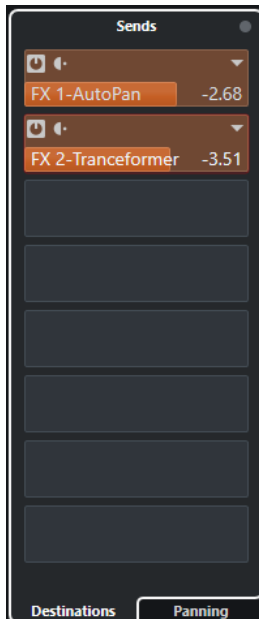 Sends
FX 1-AutoPan -2.68
FX 2-Tranceformer -3.51
Destinations Panning